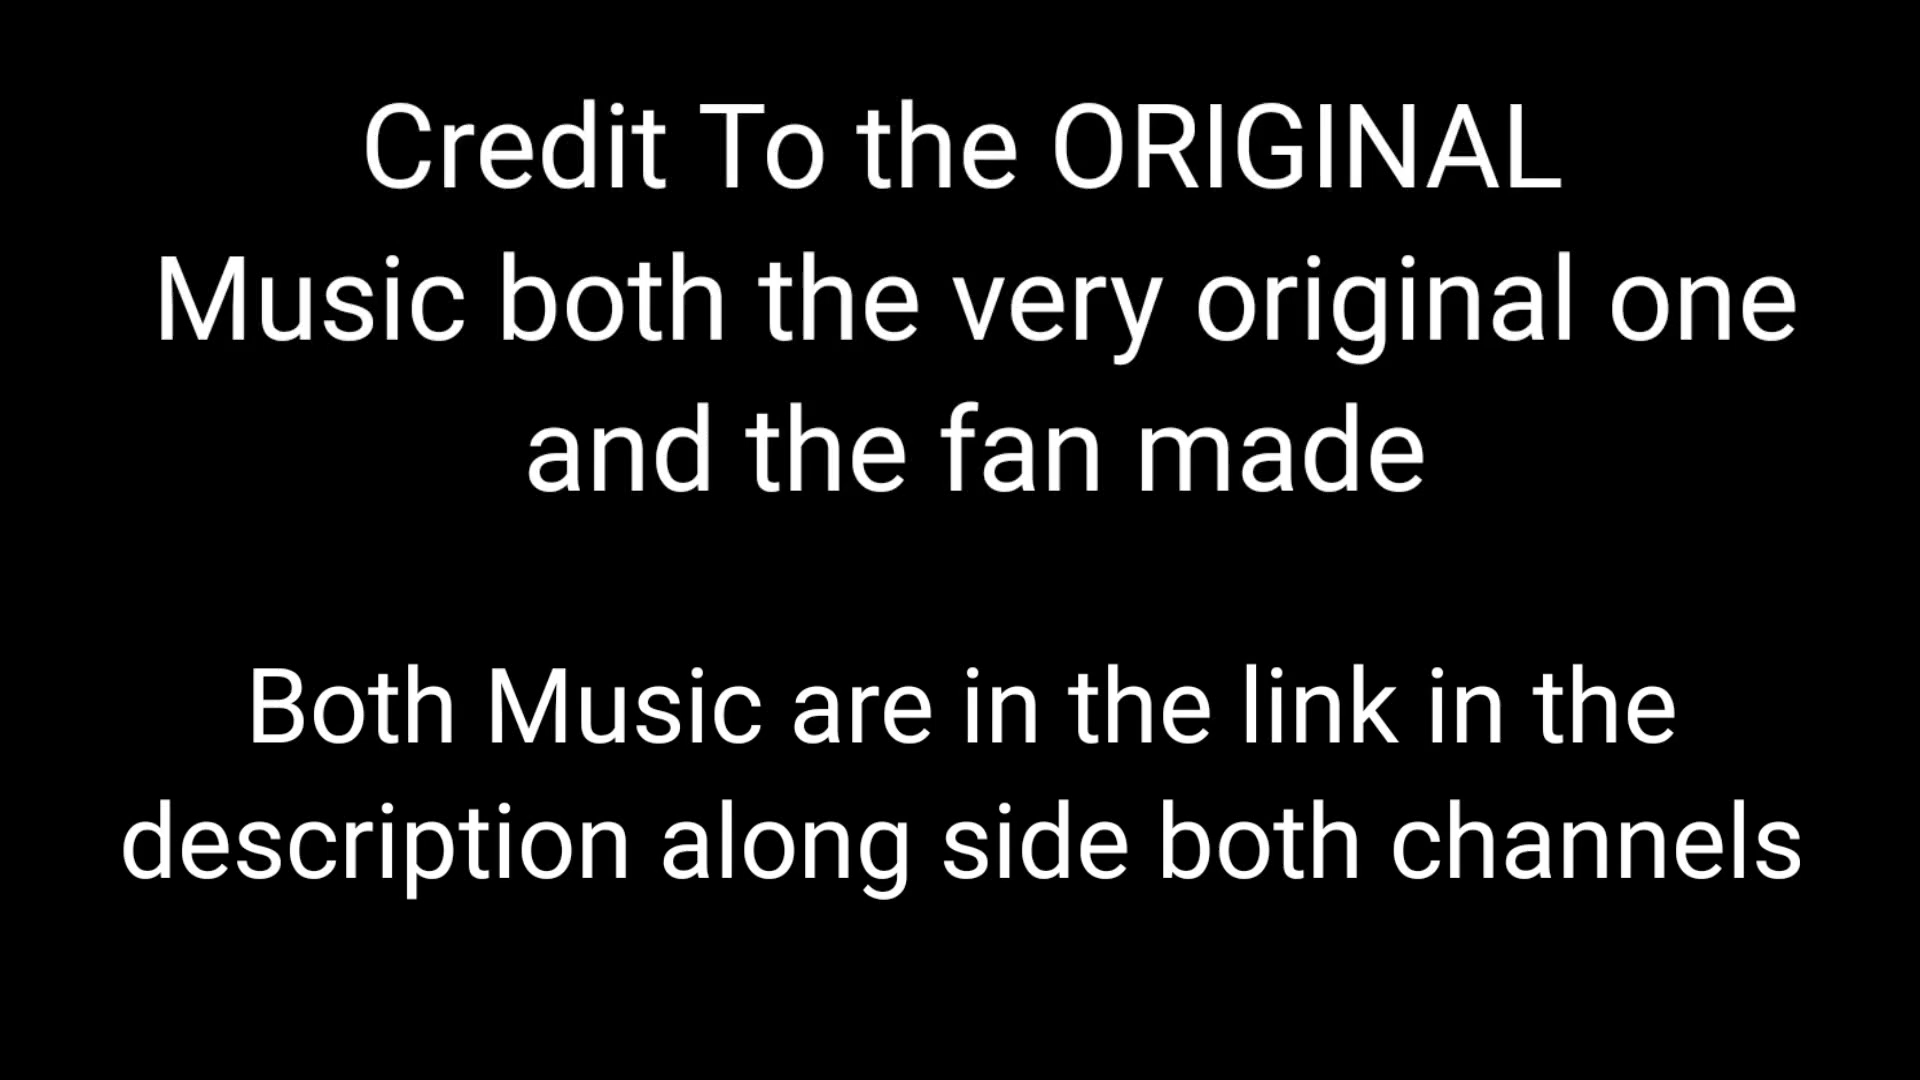 Credit To the ORIGINAL
Music both the very original one
and the fan made
Both Music are in the link in the
description along side both channels